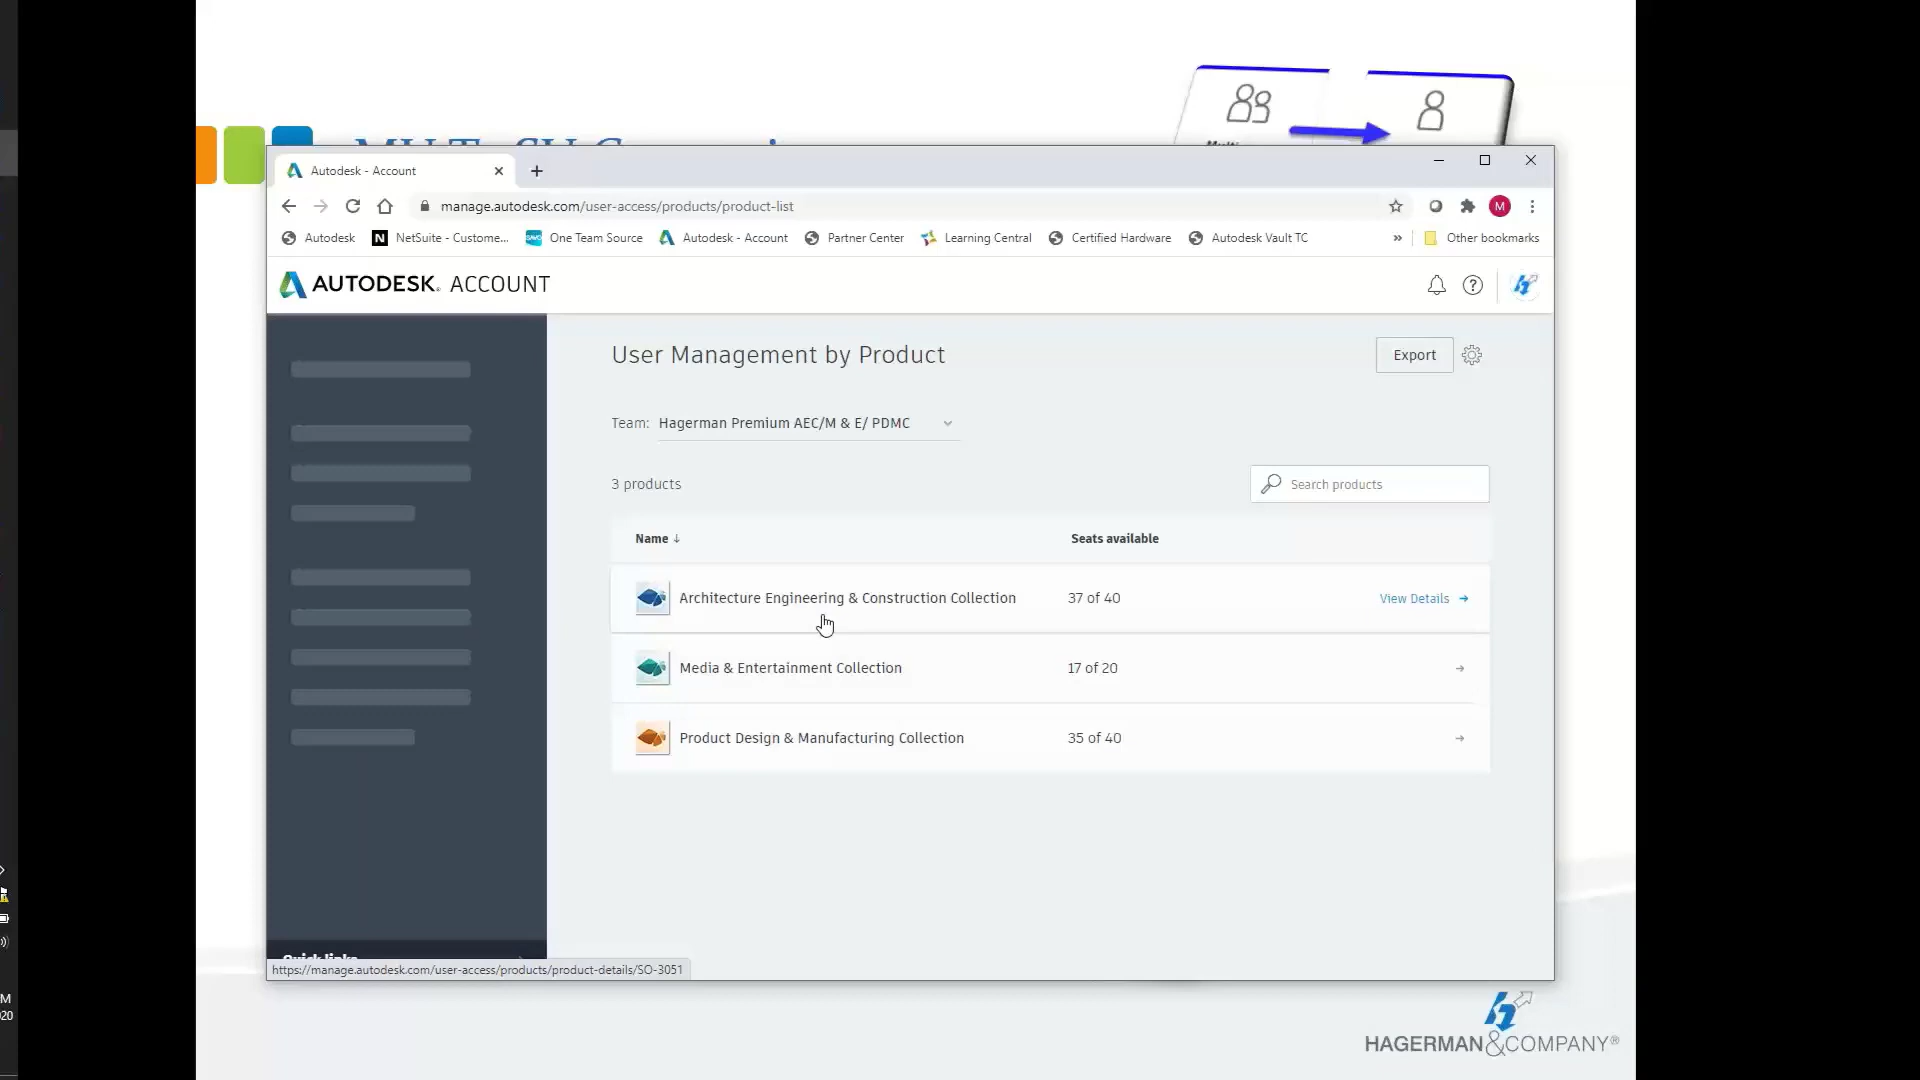 Autodesk - Account
manage.autodesk.com/user-access/products/product-list
Autodesk
NetSuite - Custome...
One Team Source
Autodesk - Account
Partner Center
Learning Central
Certified Hardware
Autodesk Vault TC
»
Other bookmarks
M
AUTODESK. ACCOUNT
User Management by Product
Export
Team: Hagerman Premium AEC/M & E/ PDMC
3 products
Search products
Name ↓
Seats available
Architecture Engineering & Construction Collection
37 of 40
View Details →
Media & Entertainment Collection
17 of 20
→
Product Design & Manufacturing Collection
35 of 40
→
Quick links
https://manage.autodesk.com/user-access/products/product-details/SO-3051
HAGERMAN&COMPANY®